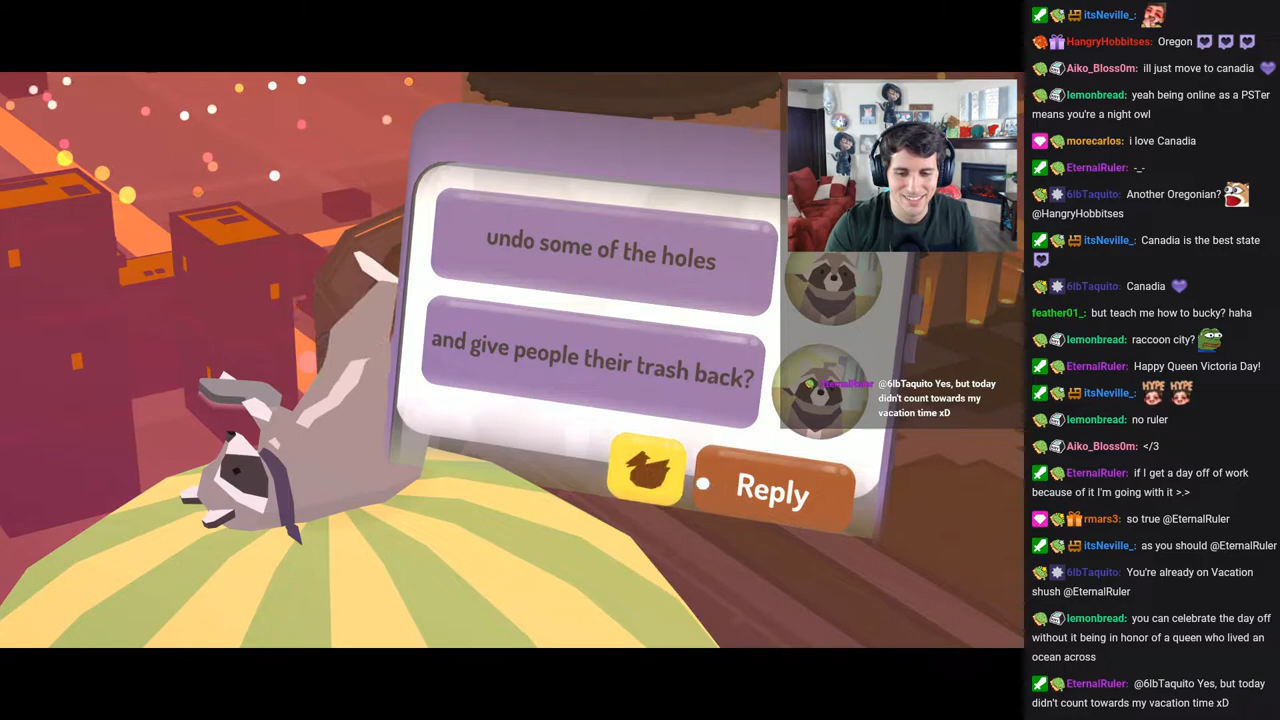 undo some of the holes
and give people their trash back?
Reply
EternalRuler @6lbTaquito Yes, but today
didn't count towards my
vacation time xD
itsNeville_:
HangryHobbitses: Oregon
Aiko_Bloss0m: ill just move to canadia
lemonbread: yeah being online as a PSTer
means you're a night owl
morecarlos: i love Canadia
EternalRuler: -_-
6lbTaquito: Another Oregonian?
@HangryHobbitses
itsNeville_: Canadia is the best state
6lbTaquito: Canadia
feather01_: but teach me how to bucky? haha
lemonbread: raccoon city?
EternalRuler: Happy Queen Victoria Day!
itsNeville_: HYPE HYPE
lemonbread: no ruler
Aiko_Bloss0m: </3
EternalRuler: if I get a day off of work
because of it I'm going with it >.>
rmars3: so true @EternalRuler
itsNeville_: as you should @EternalRuler
6lbTaquito: You're already on Vacation
shush @EternalRuler
lemonbread: you can celebrate the day off
without it being in honor of a queen who lived an
ocean across
EternalRuler: @6lbTaquito Yes, but today
didn't count towards my vacation time xD